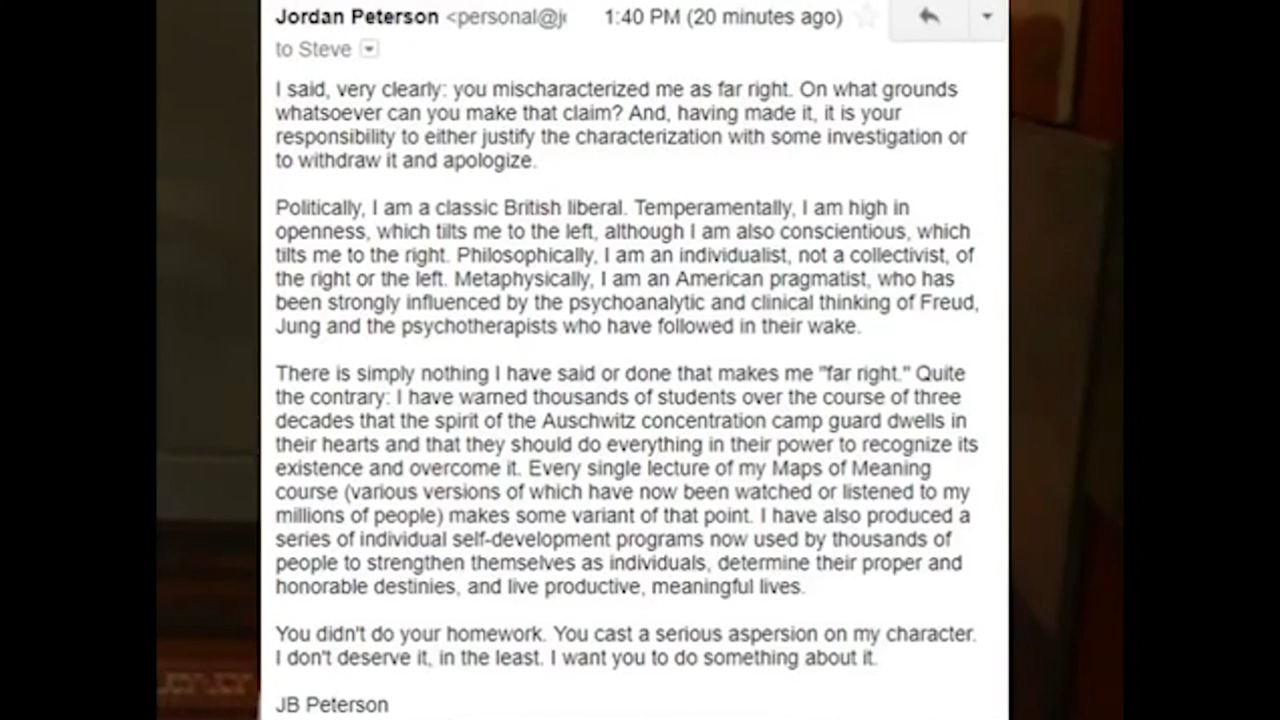 Jordan Peterson <personal@j 1:40 PM (20 minutes ago)
to Steve
I said, very clearly: you mischaracterized me as far right. On what grounds
whatsoever can you make that claim? And, having made it, it is your
responsibility to either justify the characterization with some investigation or
to withdraw it and apologize.
Politically, I am a classic British liberal. Temperamentally, I am high in
openness, which tilts me to the left, although I am also conscientious, which
tilts me to the right. Philosophically, I am an individualist, not a collectivist, of
the right or the left. Metaphysically, I am an American pragmatist, who has
been strongly influenced by the psychoanalytic and clinical thinking of Freud,
Jung and the psychotherapists who have followed in their wake.
There is simply nothing I have said or done that makes me "far right." Quite
the contrary: I have warned thousands of students over the course of three
decades that the spirit of the Auschwitz concentration camp guard dwells in
their hearts and that they should do everything in their power to recognize its
existence and overcome it. Every single lecture of my Maps of Meaning
course (various versions of which have now been watched or listened to my
millions of people) makes some variant of that point. I have also produced a
series of individual self-development programs now used by thousands of
people to strengthen themselves as individuals, determine their proper and
honorable destinies, and live productive, meaningful lives.
You didn't do your homework. You cast a serious aspersion on my character.
I don't deserve it, in the least. I want you to do something about it.
JB Peterson